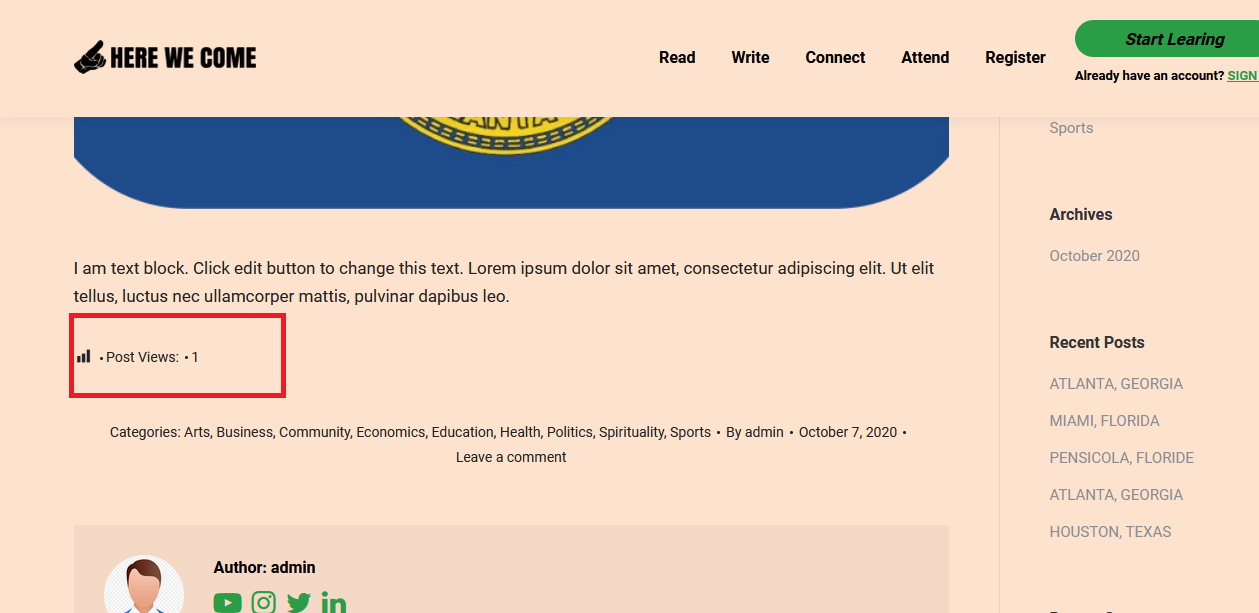 HERE WE COME
Read
Write
Connect
Attend
Register
Start Learing
Already have an account? SIGN
Sports
Archives
October 2020
I am text block. Click edit button to change this text. Lorem ipsum dolor sit amet, consectetur adipiscing elit. Ut elit
tellus, luctus nec ullamcorper mattis, pulvinar dapibus leo.
• Post Views: • 1
Categories: Arts, Business, Community, Economics, Education, Health, Politics, Spirituality, Sports • By admin • October 7, 2020 •
Leave a comment
Recent Posts
ATLANTA, GEORGIA
MIAMI, FLORIDA
PENSICOLA, FLORIDE
ATLANTA, GEORGIA
HOUSTON, TEXAS
Author: admin